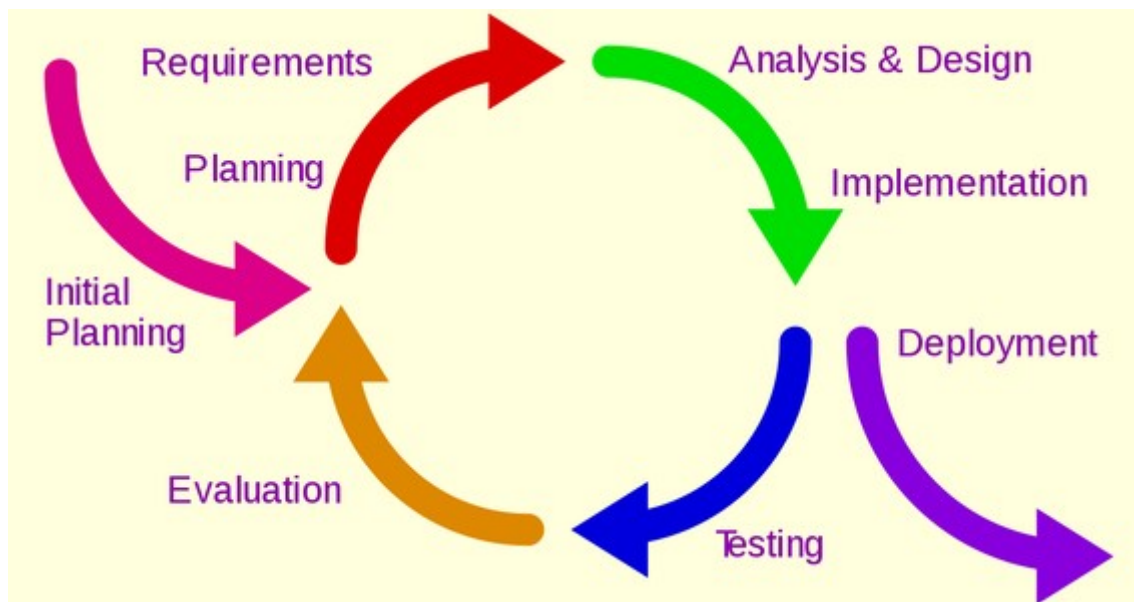 Requirements
Analysis & Design
Planning
Implementation
Initial
Planning
Deployment
Evaluation
Testing